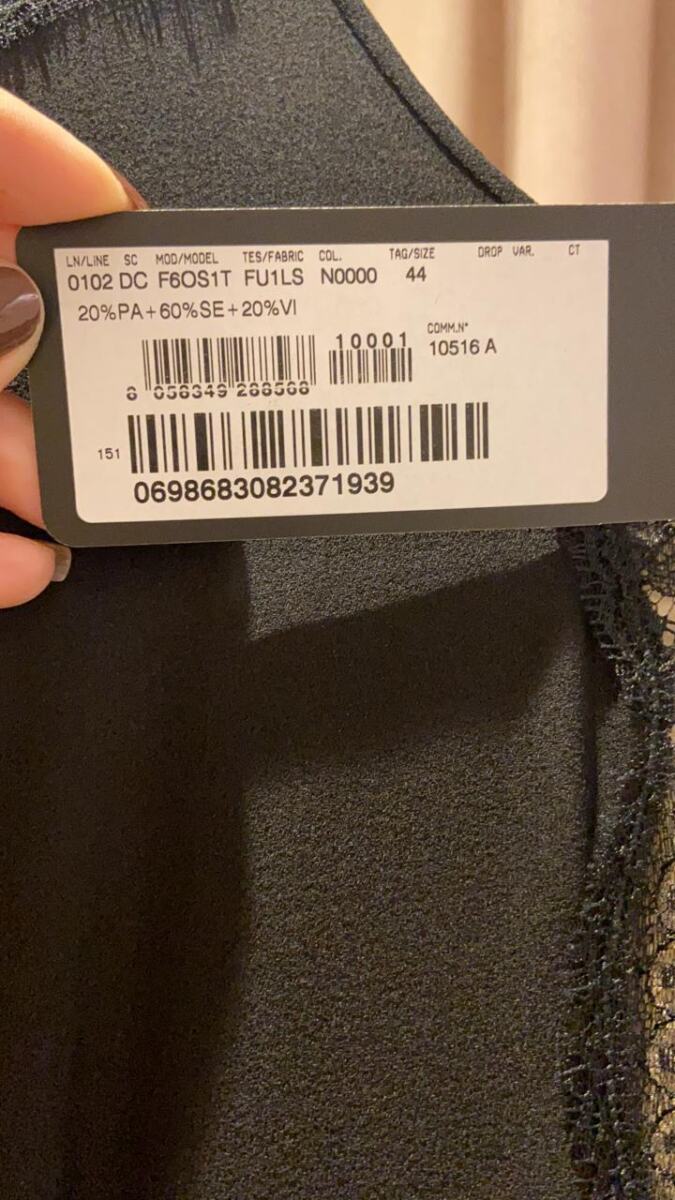 LN/LINE SC MOD/MODEL TES/FABRIC COL. TAG/SIZE DROP VAR. CT
0102 DC F6OS1T FU1LS N0000 44
20%PA+60%SE+20%VI
10001
COMM.N°
10516 A
8 056349 288568
151
0698683082371939